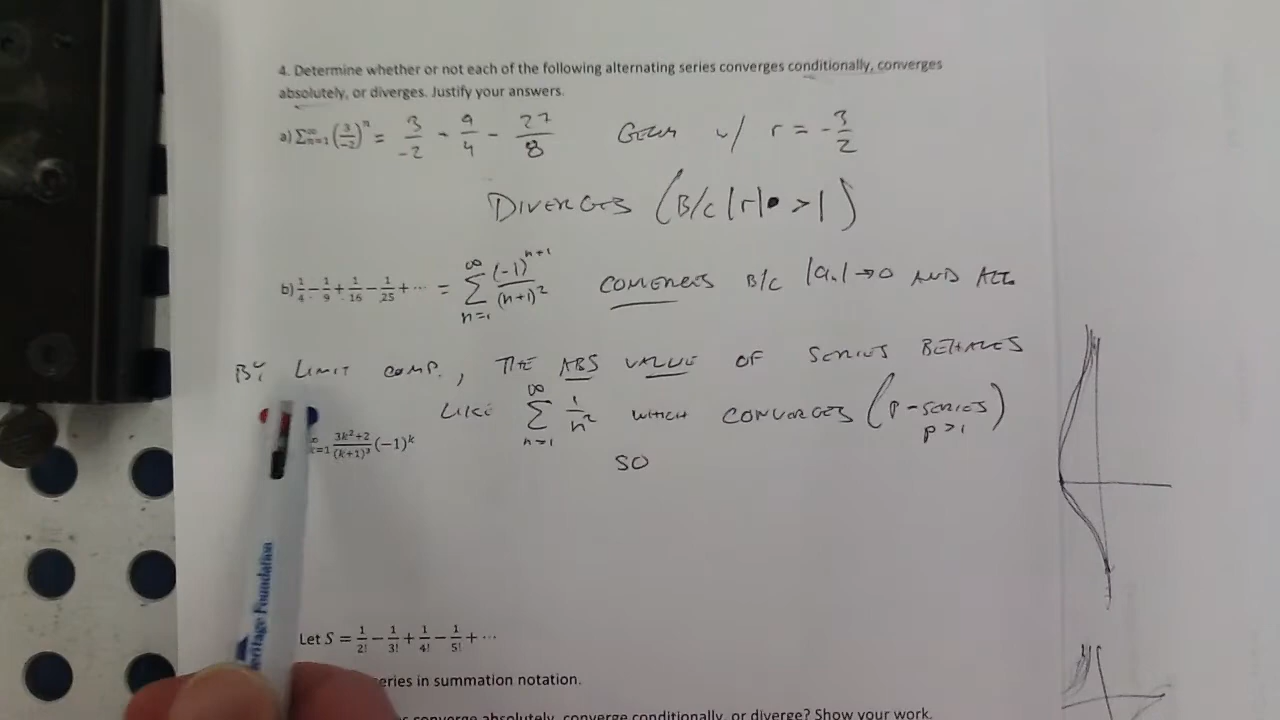 4. Determine whether or not each of the following alternating series converges conditionally, converges
absolutely, or diverges. Justify your answers.
a) ∑_{n=1}^{∞} (3/-2)^n = 3/-2 + 9/4 - 27/8 GEOM w/ r = -3/2
DIVERGES (B/C |r| > 1)
b) 1/4 - 1/9 + 1/16 - 1/25 + ⋯ = ∑_{n=1}^{∞} (-1)^{n+1}/(n+1)^2 CONVERGES B/C |a_n| → 0 AND ALT.
BY LIMIT COMP., THE ABS VALUE OF SERIES BEHAVES
LIKE ∑_{n=1}^{∞} 1/n^2 WHICH CONVERGES (P-SERIES) P>1
∞ k=1 3k²+2/(k+1)³ (-1)^k
SO
Let S = 1/2! - 1/3! + 1/4! - 1/5! + ⋯
eries in summation notation.
converge absolutely, converge conditionally, or diverge? Show your work.
eritage Foundation